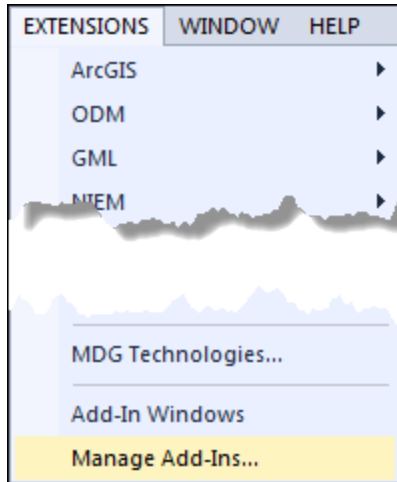 EXTENSIONS WINDOW HELP
ArcGIS
ODM
GML
NIEM
MDG Technologies...
Add-In Windows
Manage Add-Ins...